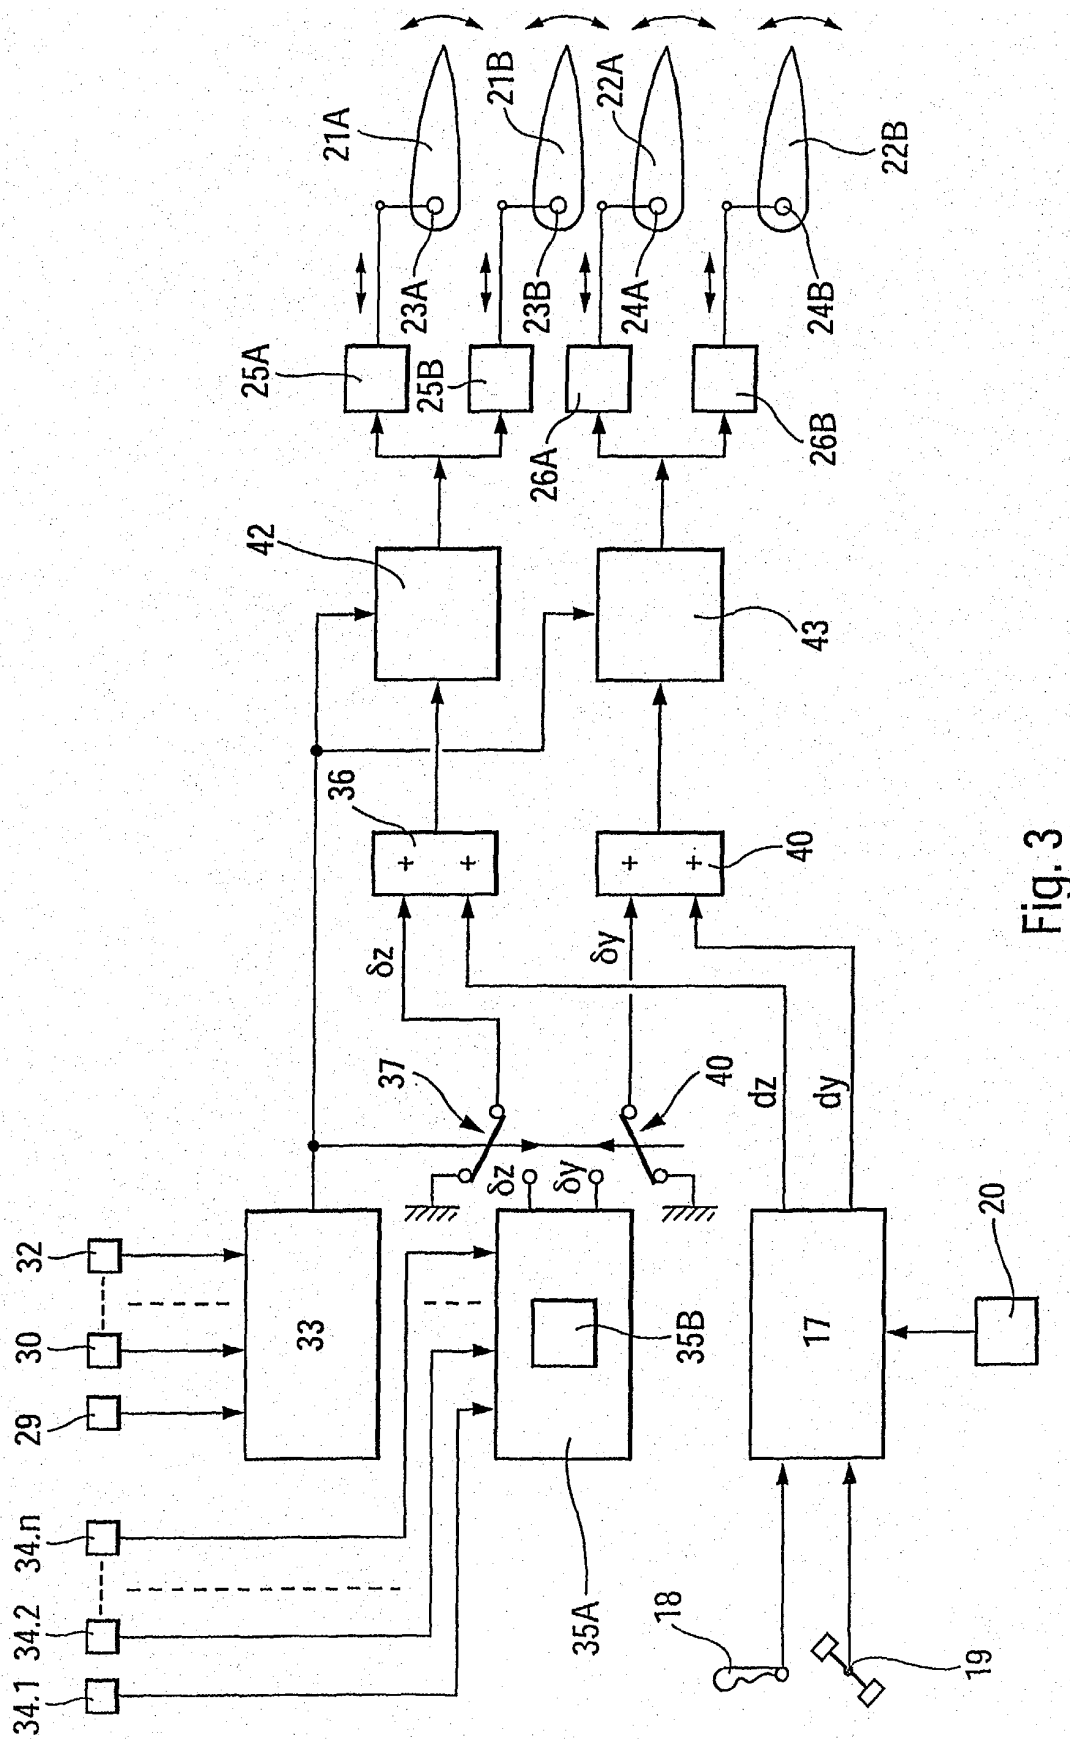 34.1
34.2
34.n
29
30
32
33
35A
35B
18
19
17
20
37
40
δz
δy
dz
dy
δz
δy
36
+
+
+
+
40
42
43
25A
25B
26A
26B
23A
23B
24A
24B
21A
21B
22A
22B
Fig. 3